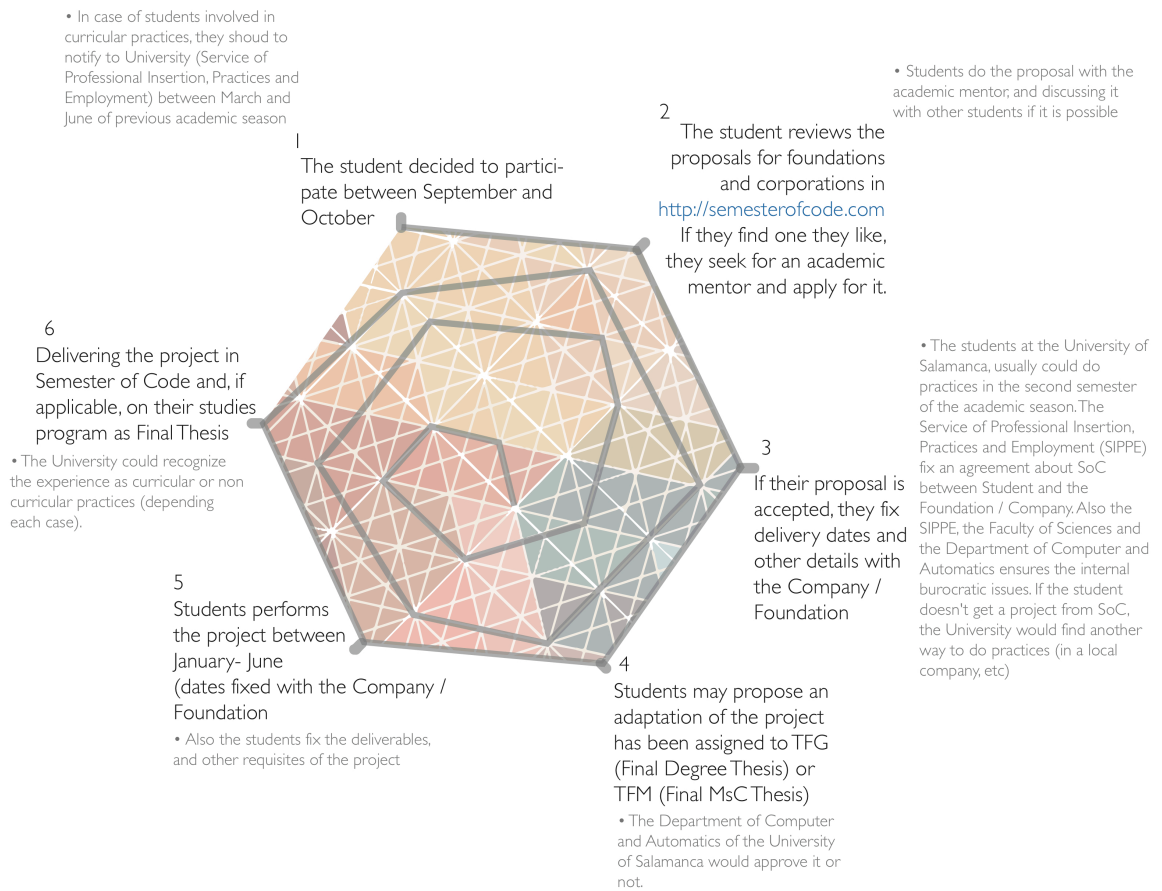 • In case of students involved in
curricular practices, they shoud to
notify to University (Service of
Professional Insertion, Practices and
Employment) between March and
June of previous academic season
1
The student decided to partici-
pate between September and
October
2
The student reviews the
proposals for foundations
and corporations in
http://semesterofcode.com
If they find one they like,
they seek for an academic
mentor and apply for it.
• Students do the proposal with the
academic mentor, and discussing it
with other students if it is possible
3
If their proposal is
accepted, they fix
delivery dates and
other details with
the Company /
Foundation
• The students at the University of
Salamanca, usually could do
practices in the second semester
of the academic season. The
Service of Professional Insertion,
Practices and Employment (SIPPE)
fix an agreement about SoC
between Student and the
Foundation / Company. Also the
SIPPE, the Faculty of Sciences and
the Department of Computer and
Automatics ensures the internal
burocratic issues. If the student
doesn't get a project from SoC,
the University would find another
way to do practices (in a local
company, etc)
4
Students may propose an
adaptation of the project
has been assigned to TFG
(Final Degree Thesis) or
TFM (Final MsC Thesis)
• The Department of Computer
and Automatics of the University
of Salamanca would approve it or
not.
5
Students performs
the project between
January- June
(dates fixed with the Company /
Foundation
• Also the students fix the deliverables,
and other requisites of the project
6
Delivering the project in
Semester of Code and, if
applicable, on their studies
program as Final Thesis
• The University could recognize
the experience as curricular or non
curricular practices (depending
each case).